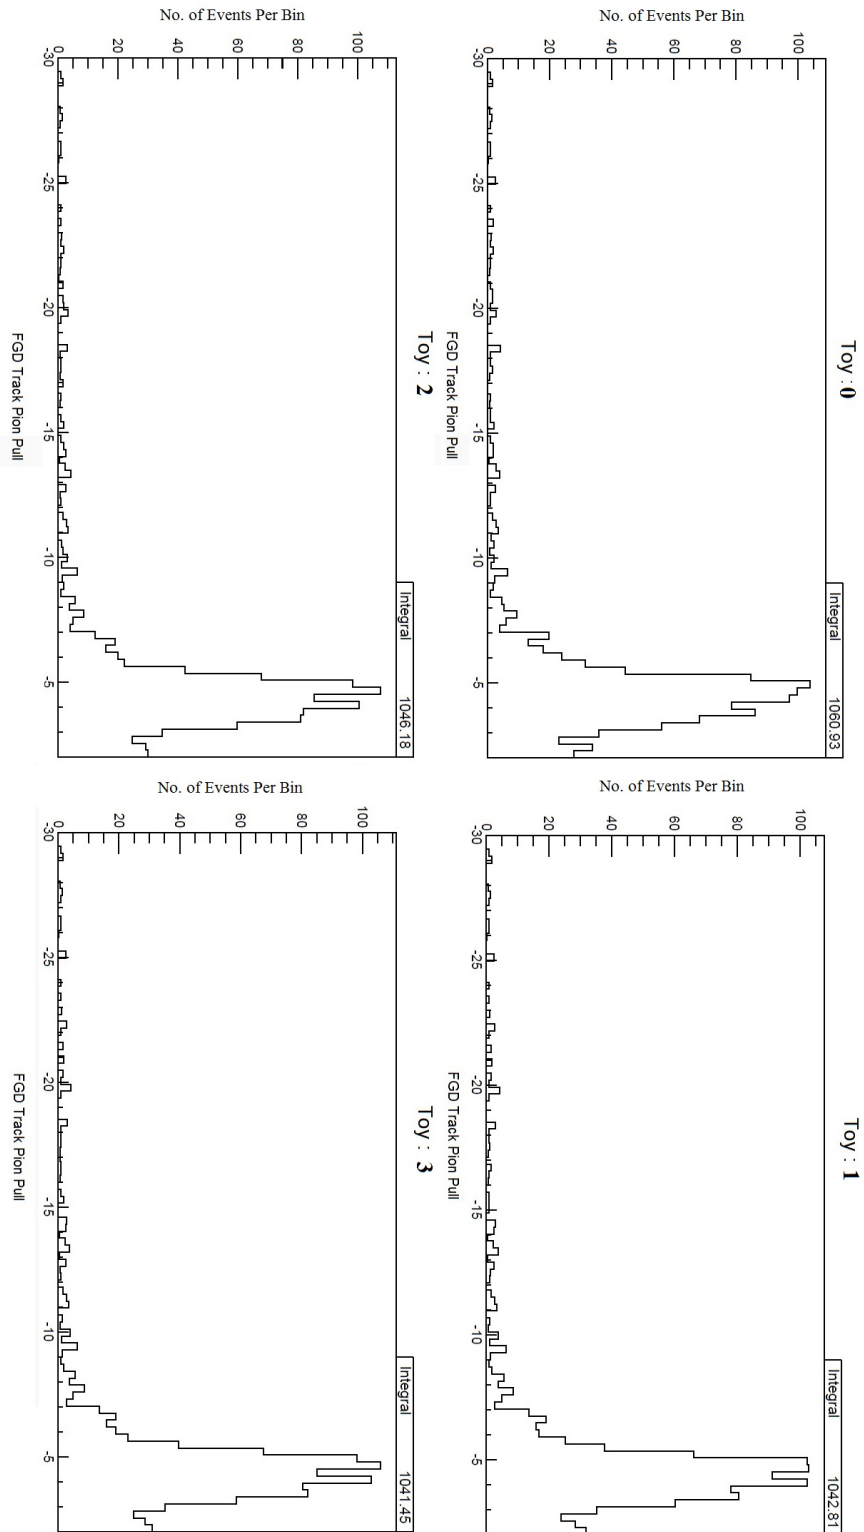 Toy : 0
No. of Events Per Bin
0 20 40 60 80 100
-30 -25 -20 -15 -10 -5
FGD Track Pion Pull
Integral 1060.93
Toy : 1
No. of Events Per Bin
0 20 40 60 80 100
-30 -25 -20 -15 -10 -5
FGD Track Pion Pull
Integral 1042.81
Toy : 2
No. of Events Per Bin
0 20 40 60 80 100
-30 -25 -20 -15 -10 -5
FGD Track Pion Pull
Integral 1046.18
Toy : 3
No. of Events Per Bin
0 20 40 60 80 100
-30 -25 -20 -15 -10 -5
FGD Track Pion Pull
Integral 1041.45